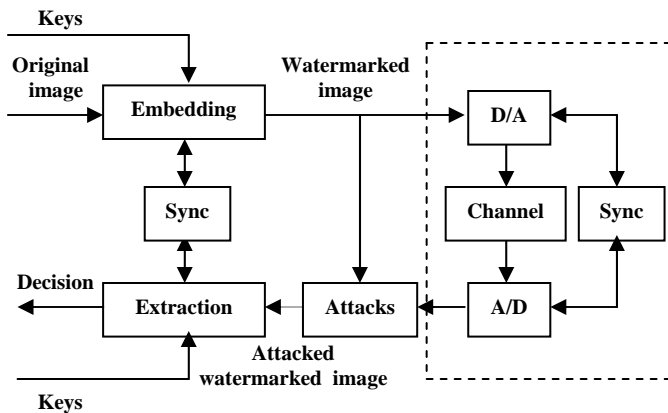 Keys
Original
image
Watermarked
image
Embedding
D/A
Sync
Channel
Sync
Decision
Extraction
Attacks
A/D
Attacked
watermarked image
Keys